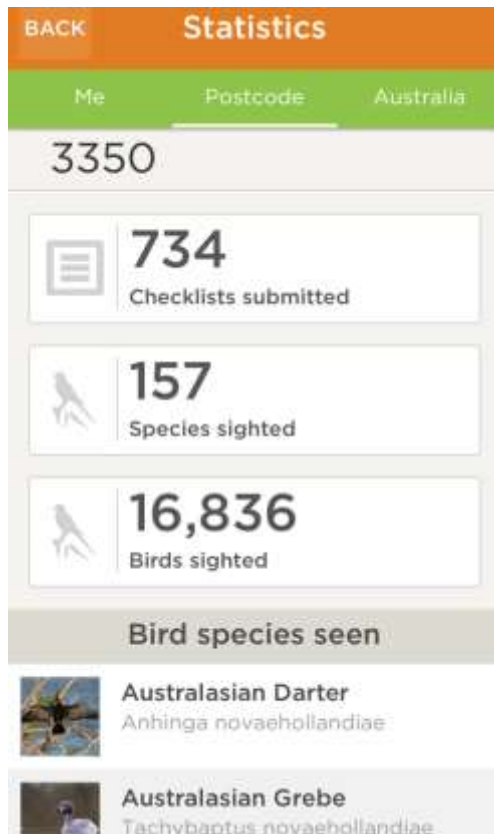 BACK Statistics
Me Postcode Australia
3350
734
Checklists submitted
157
Species sighted
16,836
Birds sighted
Bird species seen
Australasian Darter
Anhinga novaehollandiae
Australasian Grebe
Tachybaptus novaehollandiae